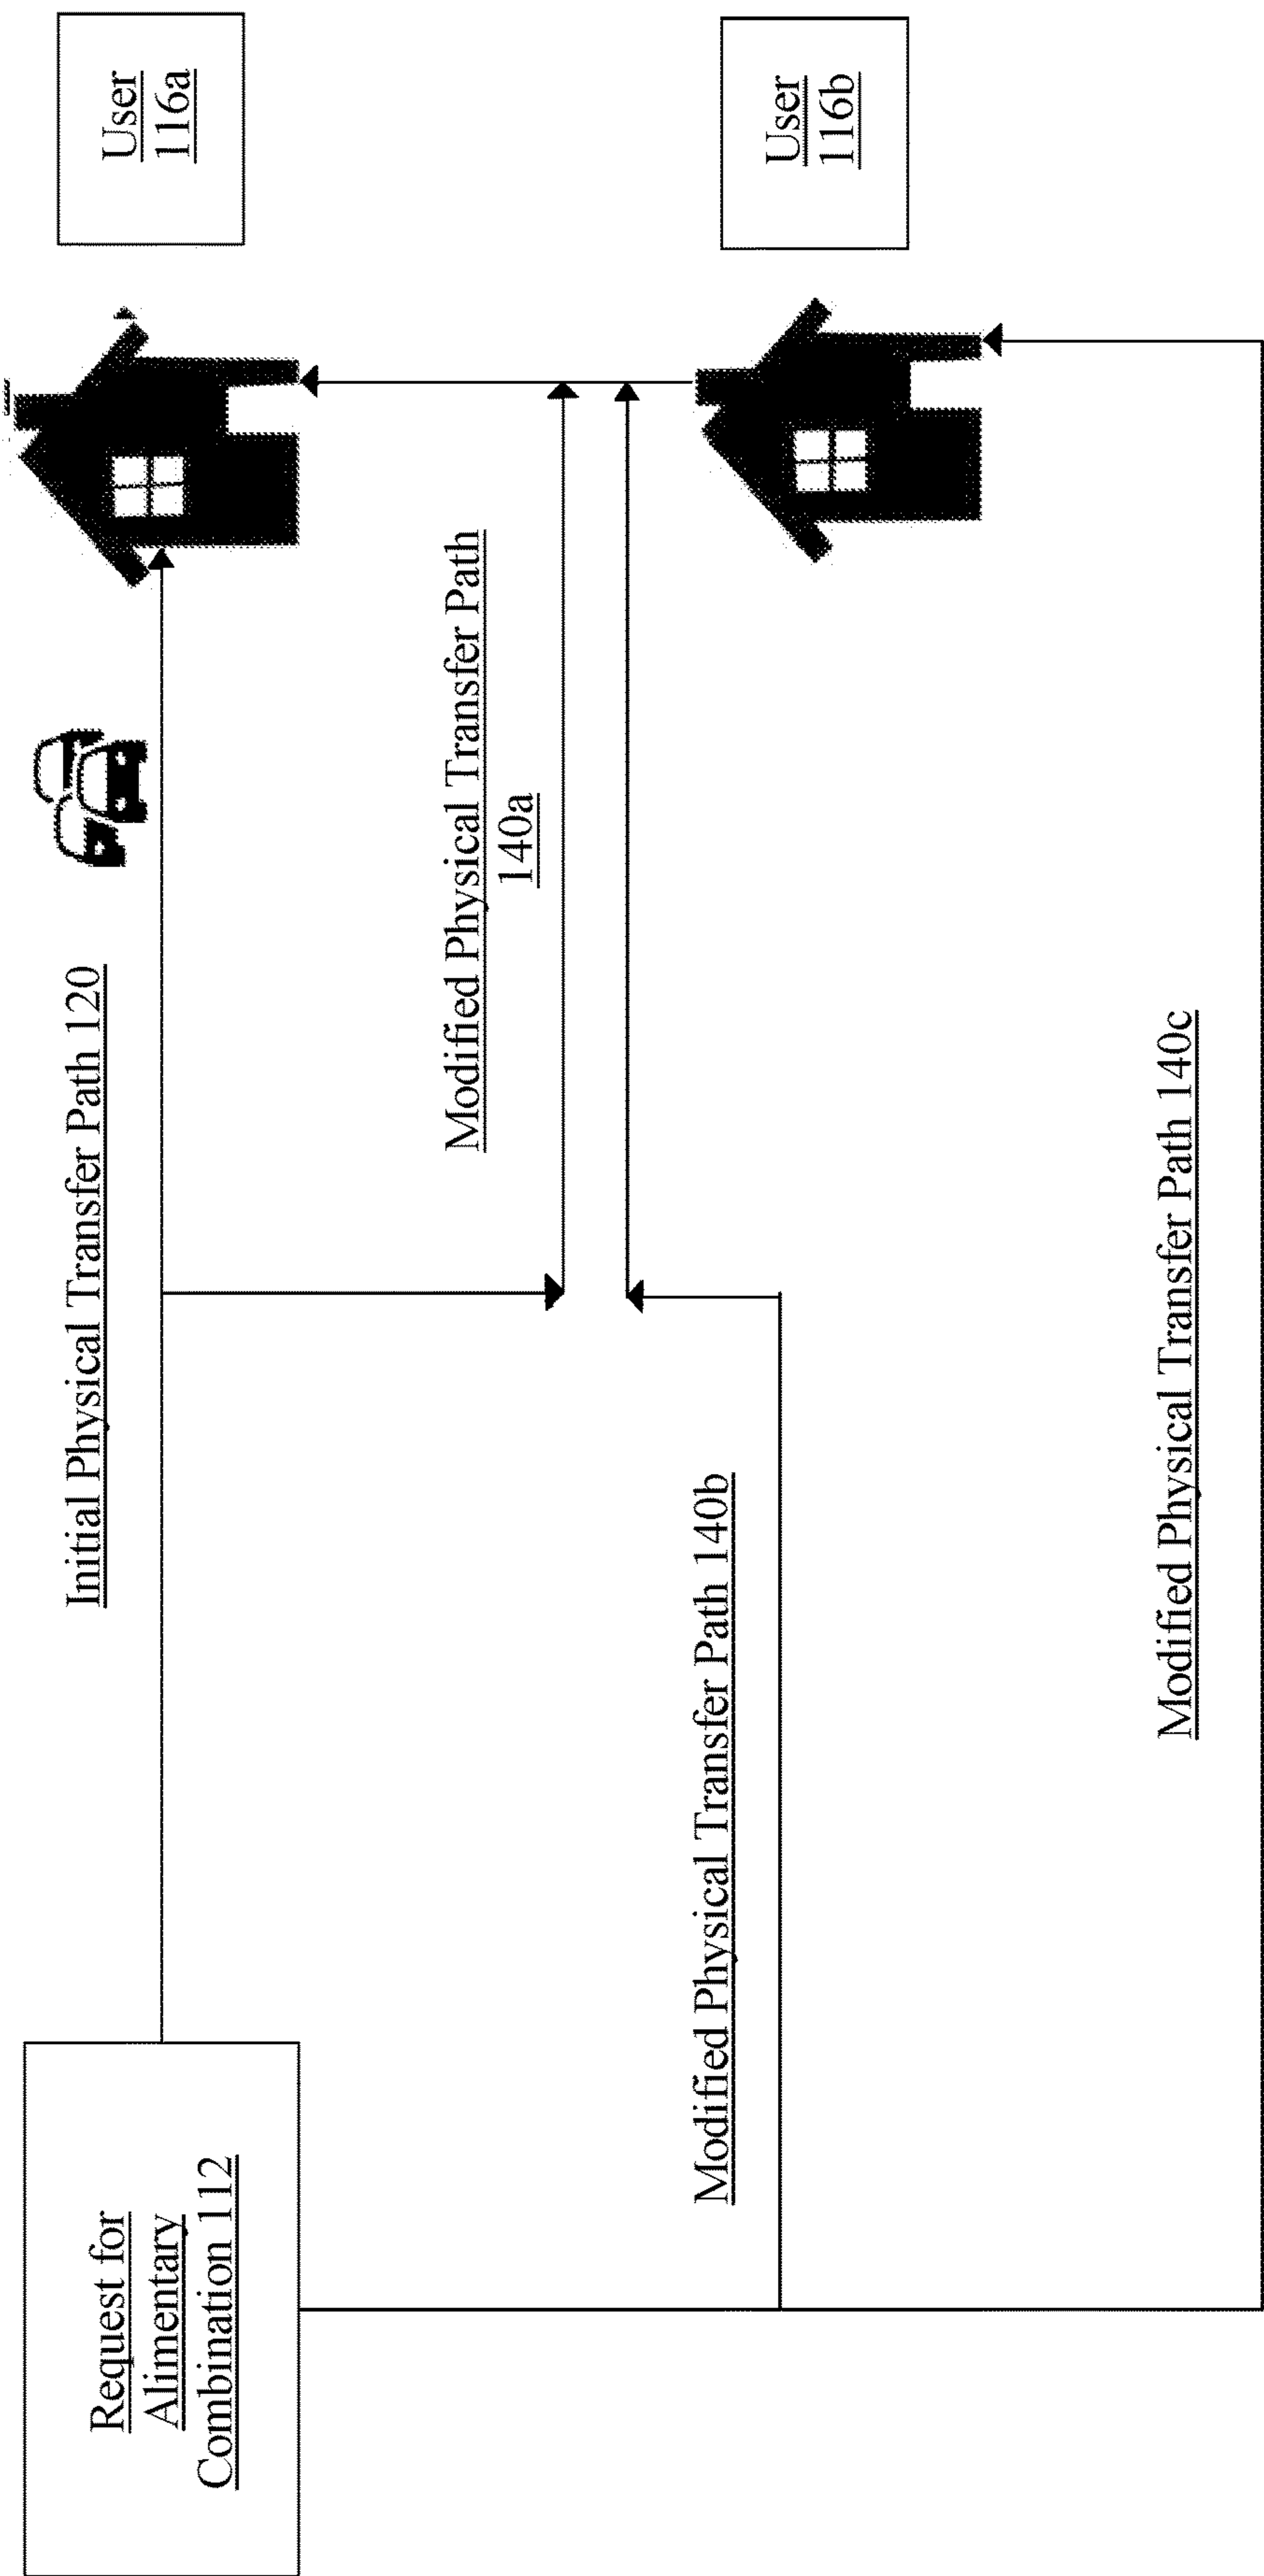 Request for
Alimentary
Combination 112
Initial Physical Transfer Path 120
User
116a
Modified Physical Transfer Path
140a
Modified Physical Transfer Path 140b
User
116b
Modified Physical Transfer Path 140c